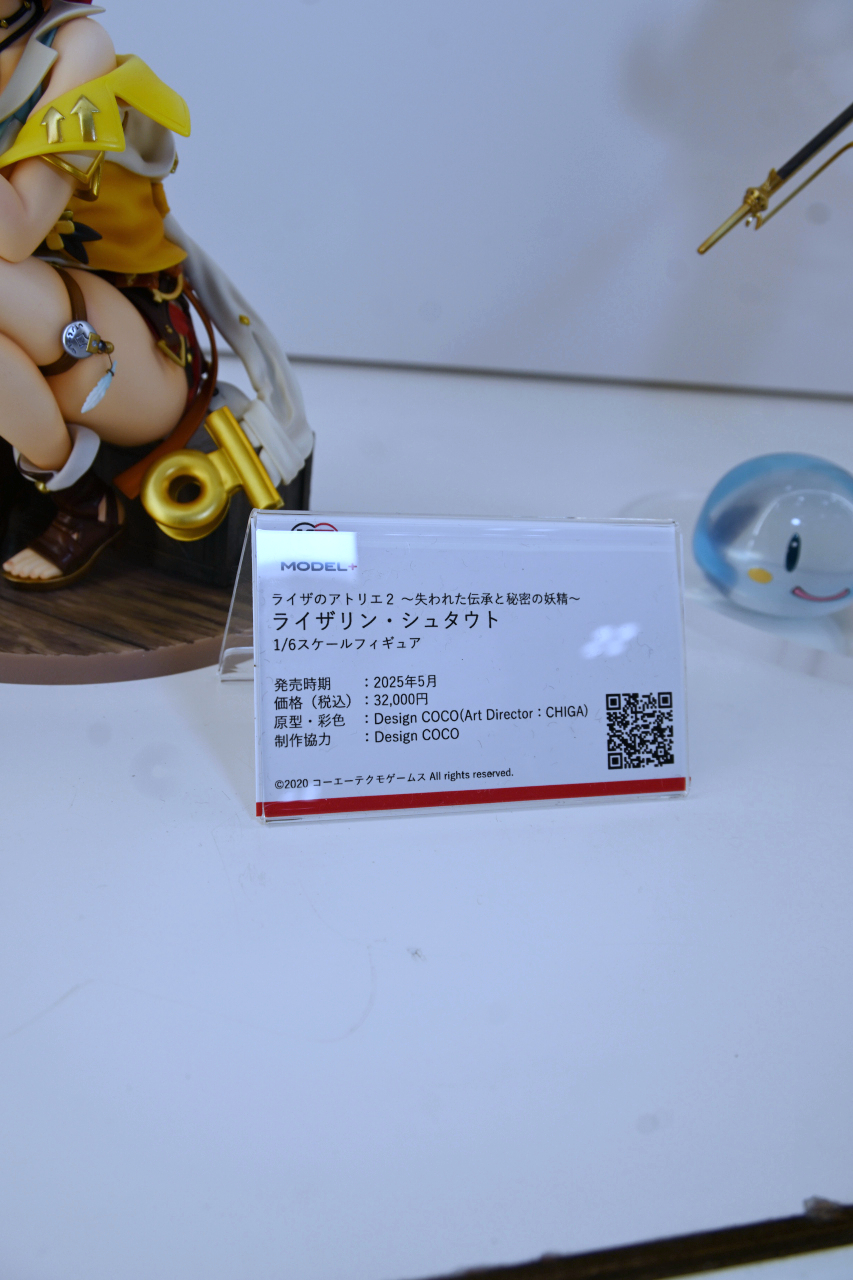 MODEL+
ライザのアトリエ2 ～失われた伝承と秘密の妖精～
ライザリン・シュタウト
1/6スケールフィギュア
発売時期 ：2025年5月
価格（税込）：32,000円
原型・彩色 ：Design COCO(Art Director：CHIGA)
制作協力 ：Design COCO
©2020 コーエーテクモゲームス All rights reserved.